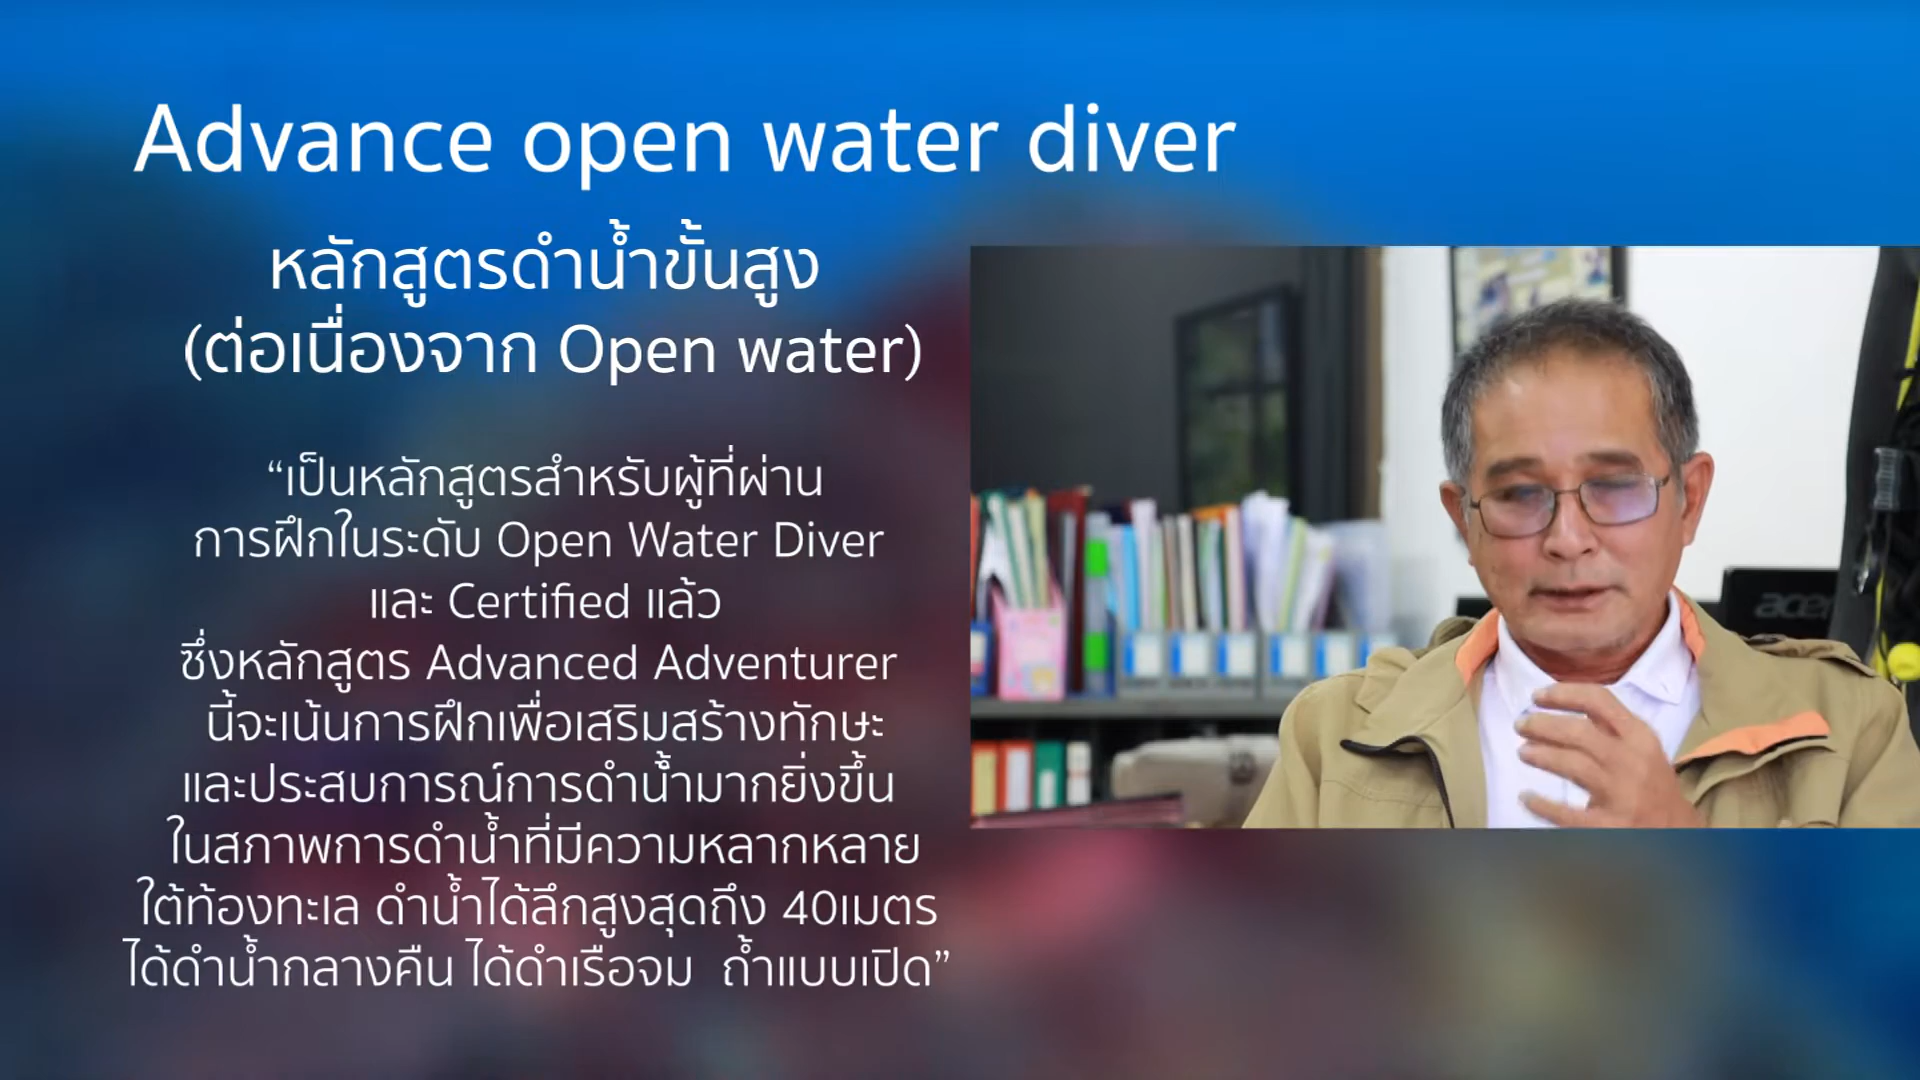 Advance open water diver
หลักสูตรดำน้ำขั้นสูง
(ต่อเนื่องจาก Open water)
“เป็นหลักสูตรสำหรับผู้ที่ผ่าน
การฝึกในระดับ Open Water Diver
และ Certified แล้ว
ซึ่งหลักสูตร Advanced Adventurer
นี้จะเน้นการฝึกเพื่อเสริมสร้างทักษะ
และประสบการณ์การดำน้ำมากยิ่งขึ้น
ในสภาพการดำน้ำที่มีความหลากหลาย
ใต้ท้องทะเล ดำน้ำได้ลึกสูงสุดถึง 40เมตร
ได้ดำน้ำกลางคืน ได้ดำเรือจม  ถ้ำแบบเปิด”
acer